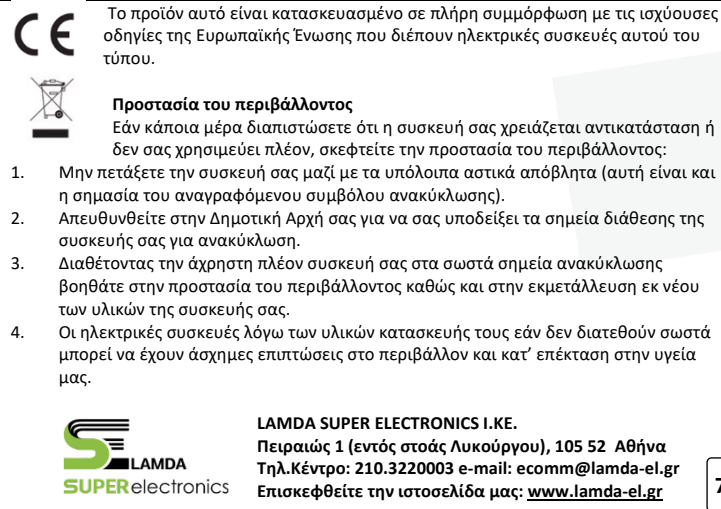 CE
Το προϊόν αυτό είναι κατασκευασμένο σε πλήρη συμμόρφωση με τις ισχύουσες
οδηγίες της Ευρωπαϊκής Ένωσης που διέπουν ηλεκτρικές συσκευές αυτού του
τύπου.
Προστασία του περιβάλλοντος
Εάν κάποια μέρα διαπιστώσετε ότι η συσκευή σας χρειάζεται αντικατάσταση ή
δεν σας χρησιμεύει πλέον, σκεφτείτε την προστασία του περιβάλλοντος:
1. Μην πετάξετε την συσκευή σας μαζί με τα υπόλοιπα αστικά απόβλητα (αυτή είναι και
η σημασία του αναγραφόμενου συμβόλου ανακύκλωσης).
2. Απευθυνθείτε στην Δημοτική Αρχή σας για να σας υποδείξει τα σημεία διάθεσης της
συσκευής σας για ανακύκλωση.
3. Διαθέτοντας την άχρηστη πλέον συσκευή σας στα σωστά σημεία ανακύκλωσης
βοηθάτε στην προστασία του περιβάλλοντος καθώς και στην εκμετάλλευση εκ νέου
των υλικών της συσκευής σας.
4. Οι ηλεκτρικές συσκευές λόγω των υλικών κατασκευής τους εάν δεν διατεθούν σωστά
μπορεί να έχουν άσχημες επιπτώσεις στο περιβάλλον και κατ’ επέκταση στην υγεία
μας.
LAMDA
SUPER electronics
LAMDA SUPER ELECTRONICS Ι.ΚΕ.
Πειραιώς 1 (εντός στοάς Λυκούργου), 105 52 Αθήνα
Τηλ.Κέντρο: 210.3220003 e-mail: ecomm@lamda-el.gr
Επισκεφθείτε την ιστοσελίδα μας: www.lamda-el.gr
7